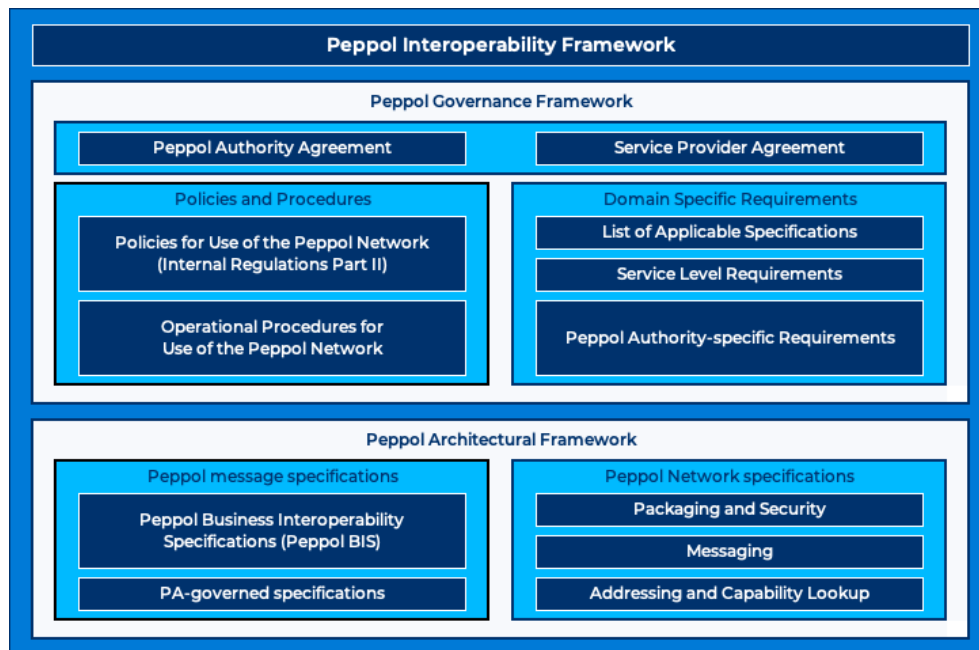 Peppol Interoperability Framework
Peppol Governance Framework
Peppol Authority Agreement
Service Provider Agreement
Policies and Procedures
Policies for Use of the Peppol Network
(Internal Regulations Part II)
Operational Procedures for
Use of the Peppol Network
Domain Specific Requirements
List of Applicable Specifications
Service Level Requirements
Peppol Authority-specific Requirements
Peppol Architectural Framework
Peppol message specifications
Peppol Business Interoperability
Specifications (Peppol BIS)
PA-governed specifications
Peppol Network specifications
Packaging and Security
Messaging
Addressing and Capability Lookup